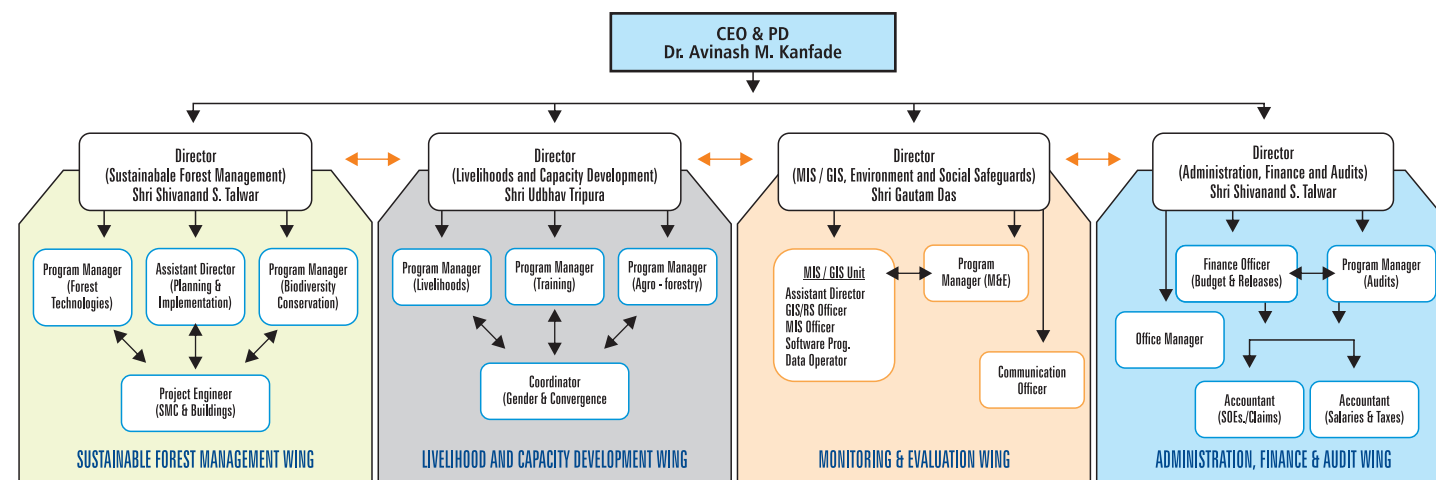 CEO & PD
Dr. Avinash M. Kanfade
Director
(Sustainabale Forest Management)
Shri Shivanand S. Talwar
Director
(Livelihoods and Capacity Development)
Shri Udbhav Tripura
Director
(MIS / GIS, Environment and Social Safeguards)
Shri Gautam Das
Director
(Administration, Finance and Audits)
Shri Shivanand S. Talwar
Program Manager
(Forest
Technologies)
Assistant Director
(Planning &
Implementation)
Program Manager
(Biodiversity
Conservation)
Project Engineer
(SMC & Buildings)
SUSTAINABLE FOREST MANAGEMENT WING
Program Manager
(Livelihoods)
Program Manager
(Training)
Program Manager
(Agro - forestry)
Coordinator
(Gender & Convergence
LIVELIHOOD AND CAPACITY DEVELOPMENT WING
MIS / GIS Unit
Assistant Director
GIS/RS Officer
MIS Officer
Software Prog.
Data Operator
Program
Manager (M&E)
Communication
Officer
MONITORING & EVALUATION WING
Finance Officer
(Budget & Releases)
Program Manager
(Audits)
Office Manager
Accountant
(SOEs./Claims)
Accountant
(Salaries & Taxes)
ADMINISTRATION, FINANCE & AUDIT WING